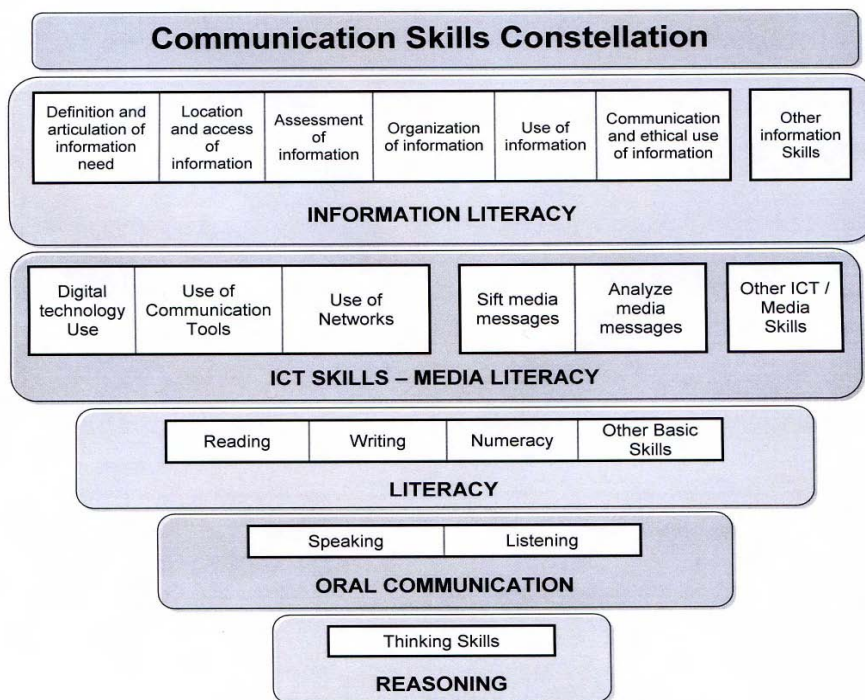 Communication Skills Constellation
Definition and
articulation of
information
need
Location
and access
of
information
Assessment
of
information
Organization
of information
Use of
information
Communication
and ethical use
of information
Other
information
Skills
INFORMATION LITERACY
Digital
technology
Use
Use of
Communication
Tools
Use of
Networks
Sift media
messages
Analyze
media
messages
Other ICT /
Media
Skills
ICT SKILLS – MEDIA LITERACY
Reading
Writing
Numeracy
Other Basic
Skills
LITERACY
Speaking
Listening
ORAL COMMUNICATION
Thinking Skills
REASONING